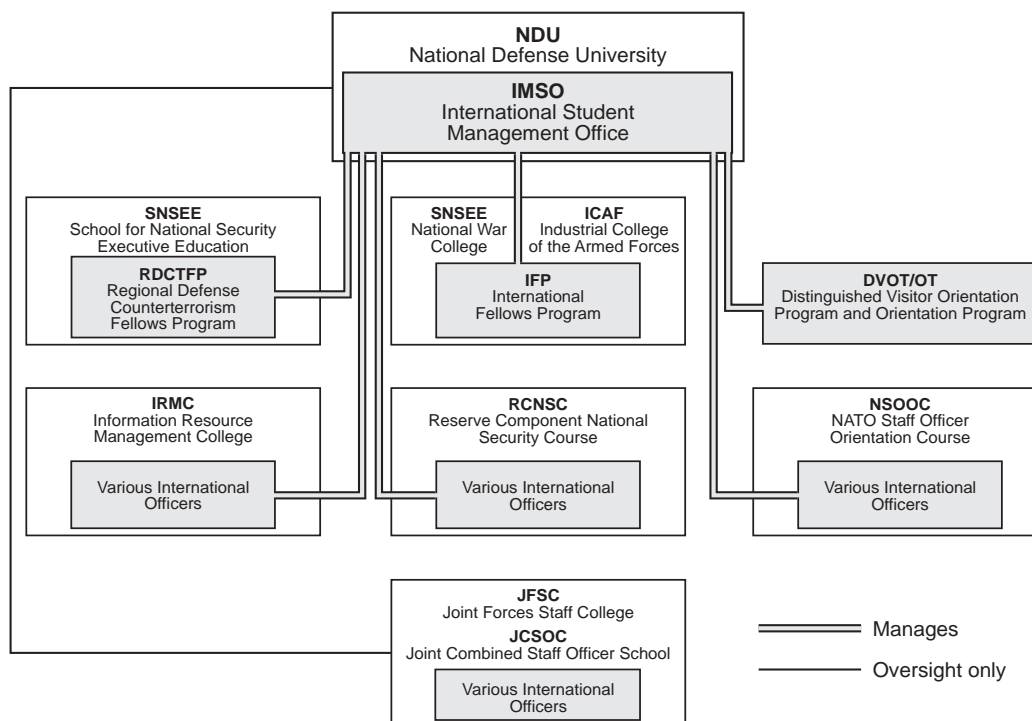 NDU
National Defense University
IMSO
International Student
Management Office
SNSEE
School for National Security
Executive Education
RDCTFP
Regional Defense
Counterterrorism
Fellows Program
SNSEE
National War
College
ICAF
Industrial College
of the Armed Forces
IFP
International
Fellows Program
DVOT/OT
Distinguished Visitor Orientation
Program and Orientation Program
IRMC
Information Resource
Management College
Various International
Officers
RCNSC
Reserve Component National
Security Course
Various International
Officers
NSOOC
NATO Staff Officer
Orientation Course
Various International
Officers
JFSC
Joint Forces Staff College
JCSOC
Joint Combined Staff Officer School
Various International
Officers
Manages
Oversight only